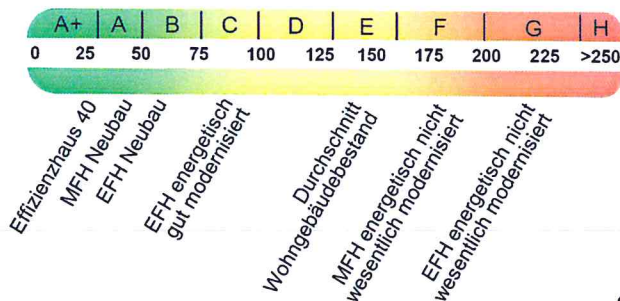 A+ A B C D E F G H
0 25 50 75 100 125 150 175 200 225 >250
Effizienzhaus 40
MFH Neubau
EFH Neubau
EFH energetisch
gut modernisiert
Durchschnitt
Wohngebäudebestand
MFH energetisch nicht
wesentlich modernisiert
EFH energetisch nicht
wesentlich modernisiert